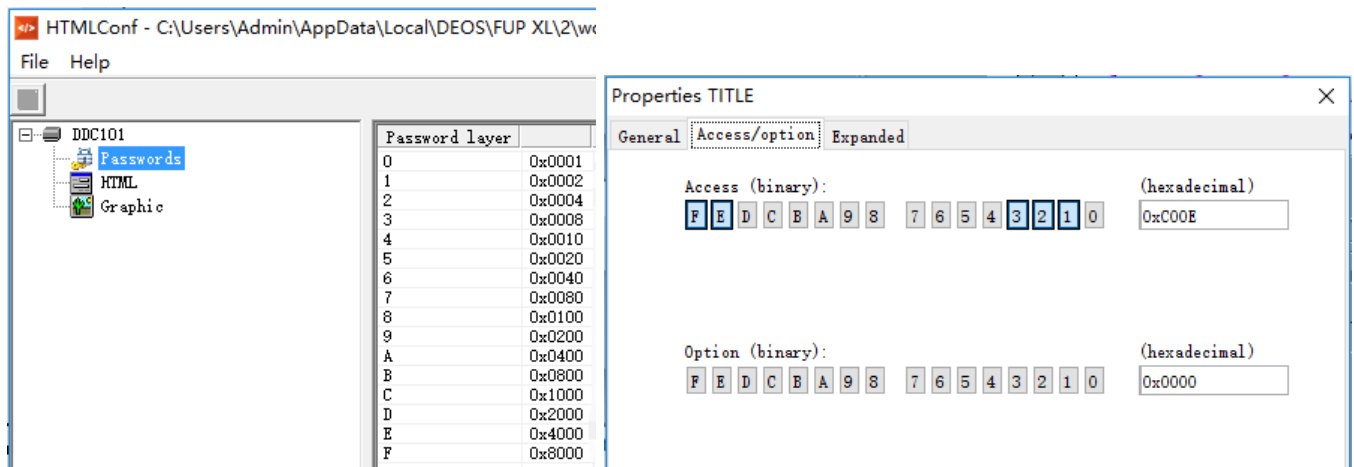 HTMLConf - C:\Users\Admin\AppData\Local\DEOS\FUP XL\2\wo
File Help
DDC101
Passwords
HTML
Graphic
Password layer
0 0x0001
1 0x0002
2 0x0004
3 0x0008
4 0x0010
5 0x0020
6 0x0040
7 0x0080
8 0x0100
9 0x0200
A 0x0400
B 0x0800
C 0x1000
D 0x2000
E 0x4000
F 0x8000
Properties TITLE
General Access/option Expanded
Access (binary): (hexadecimal)
F E D C B A 9 8 7 6 5 4 3 2 1 0 0xC00E
Option (binary): (hexadecimal)
F E D C B A 9 8 7 6 5 4 3 2 1 0 0x0000